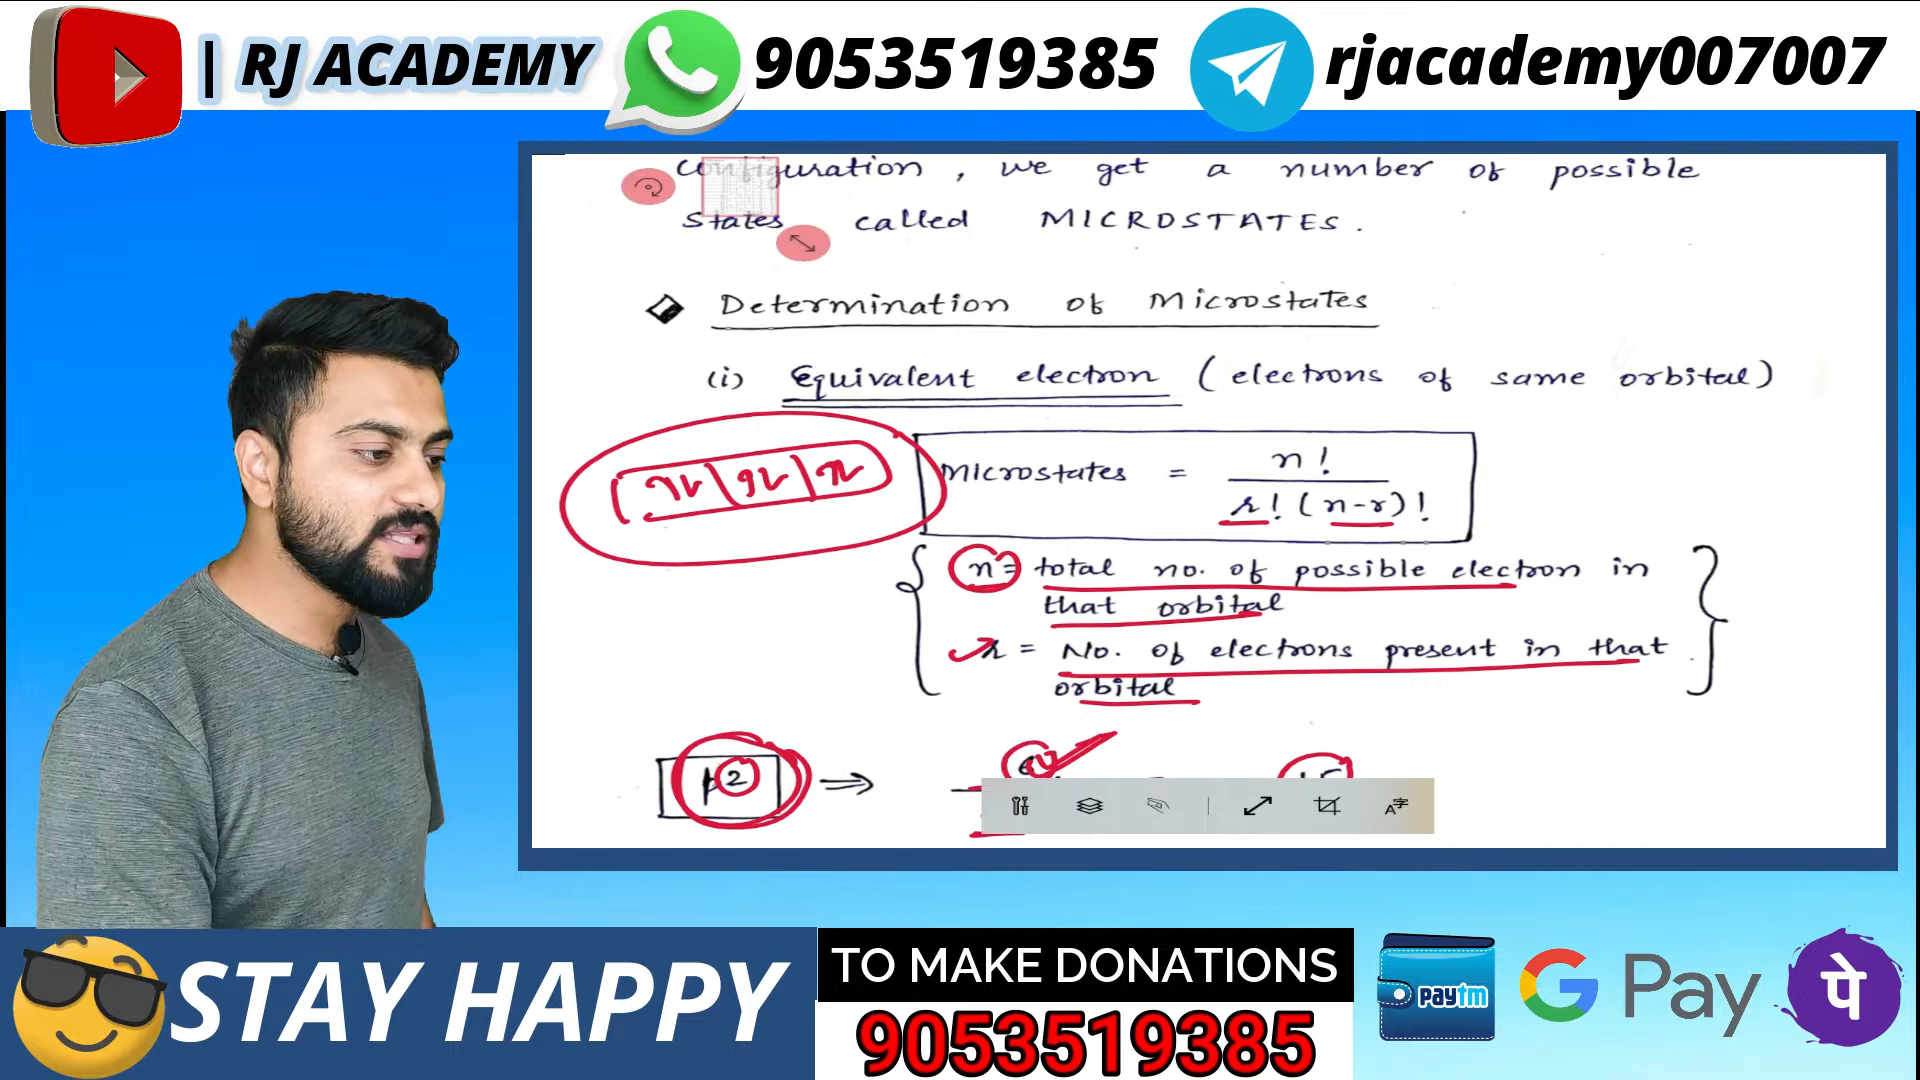 | RJ ACADEMY
9053519385
rjacademy007007
configuration, we get a number of possible
states called MICROSTATES.
Determination of Microstates
(i) Equivalent electron (electrons of same orbital)
Microstates = n! / r! (n-r)!
n = total no. of possible electron in
that orbital
r = No. of electrons present in that
orbital
p2 ⇒
STAY HAPPY
TO MAKE DONATIONS
9053519385
paytm
G Pay
पे